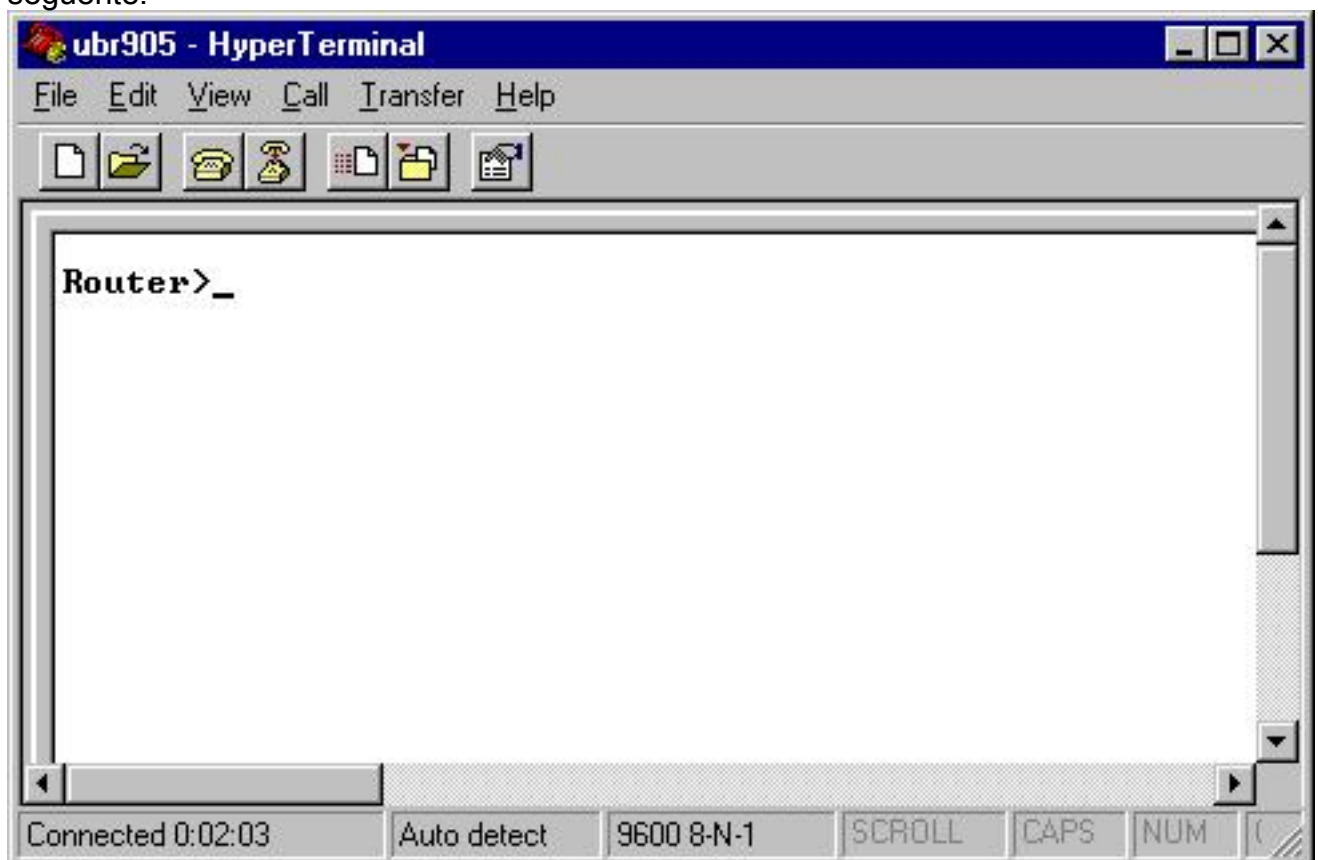 seguente:
ubr905 - HyperTerminal
File Edit View Call Transfer Help
Router>_
Connected 0:02:03 Auto detect 9600 8-N-1 SCROLL CAPS NUM